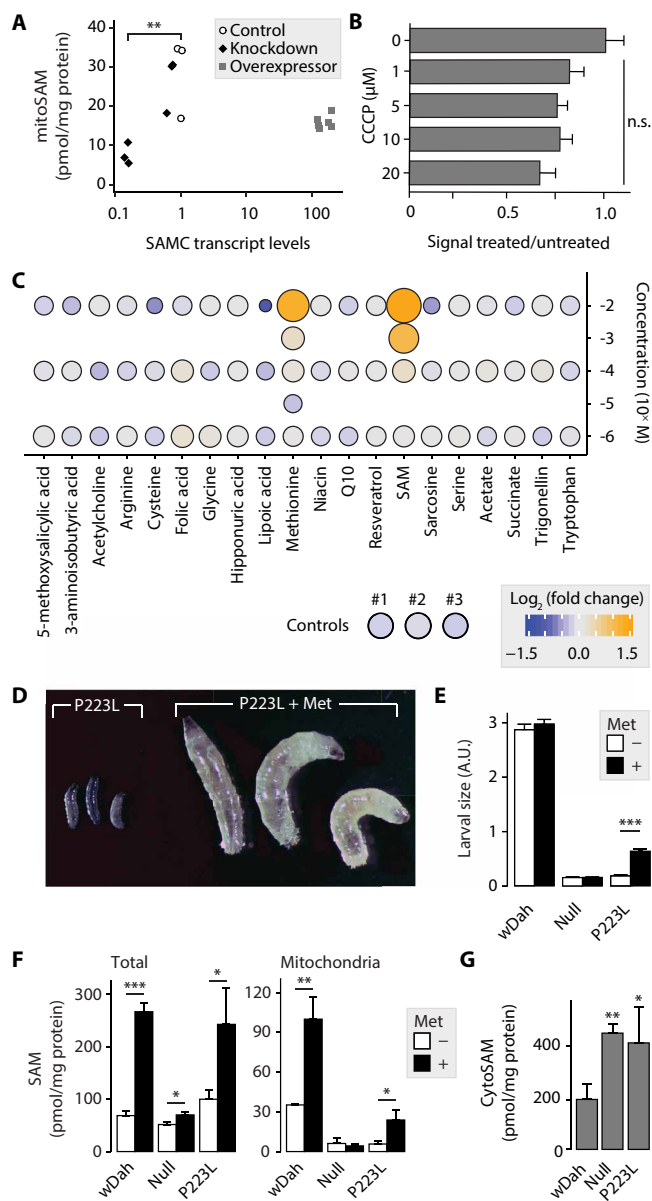 A
**
Control
Knockdown
Overexpressor
mitoSAM
(pmol/mg protein)
40
30
20
10
0
0.1
1
10
100
SAMC transcript levels
B
CCCP (µM)
0
1
5
10
20
n.s.
0
0.5
1.0
Signal treated/untreated
C
-2
-3
-4
-5
-6
Concentration (10ˣ M)
5-methoxysalicylic acid
3-aminoisobutyric acid
Acetylcholine
Arginine
Cysteine
Folic acid
Glycine
Hipponuric acid
Lipoic acid
Methionine
Niacin
Q10
Resveratrol
SAM
Sarcosine
Serine
Acetate
Succinate
Trigonellin
Tryptophan
#1 #2 #3
Controls
Log₂ (fold change)
−1.5 0.0 1.5
D
P223L
P223L + Met
E
Larval size (A.U.)
3
2
1
0
Met
−
+
***
wDah
Null
P223L
F
Total
SAM
(pmol/mg protein)
300
200
100
0
***
*
*
wDah
Null
P223L
Mitochondria
120
90
60
30
0
**
*
wDah
Null
P223L
Met
−
+
G
CytoSAM
(pmol/mg protein)
400
200
0
**
*
wDah
Null
P223L